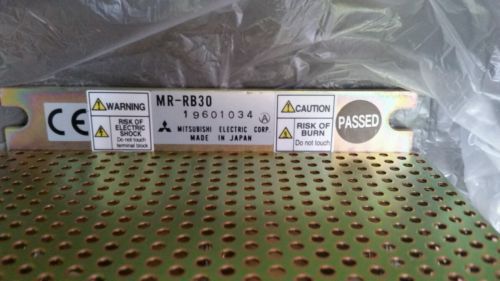 CE
WARNING
RISK OF
ELECTRIC
SHOCK
Do not touch
terminal block
MR-RB30
19601034 A
MITSUBISHI ELECTRIC CORP.
MADE IN JAPAN
CAUTION
RISK OF
BURN
Do not touch
PASSED